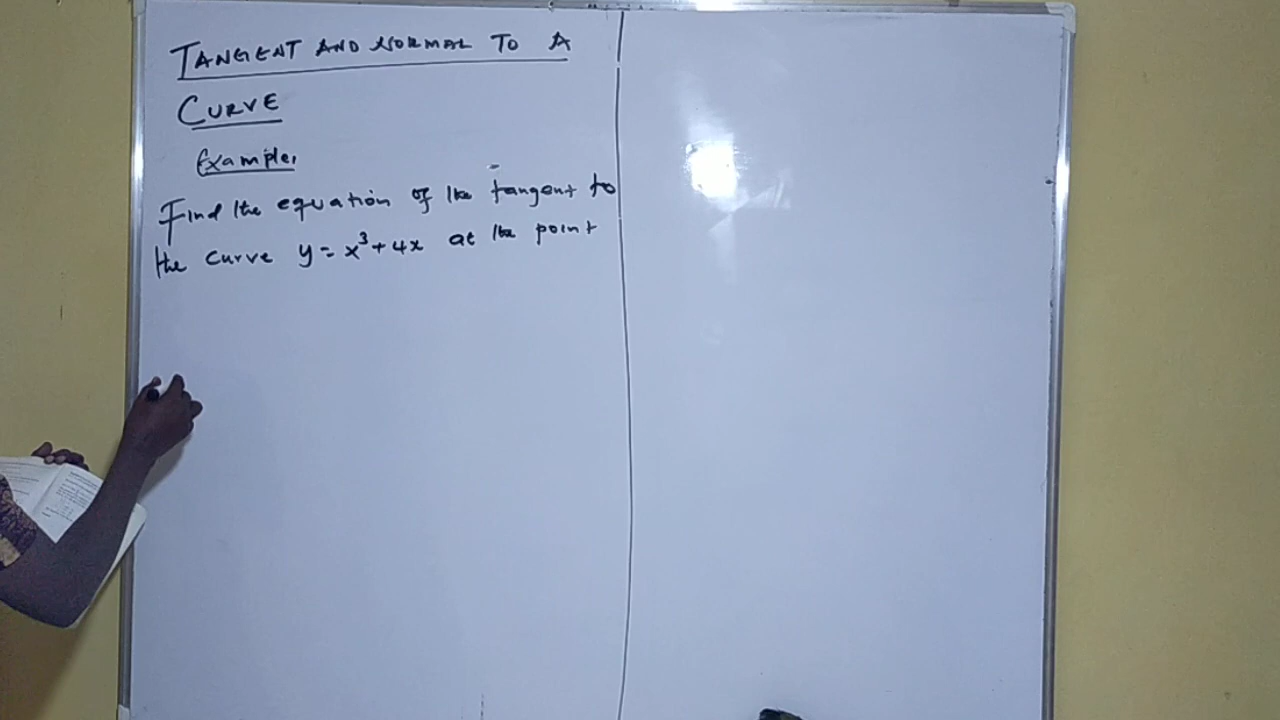 TANGENT AND NORMAL TO A
CURVE
Example,
Find the equation of the tangent to
the curve y = x³ + 4x at the point